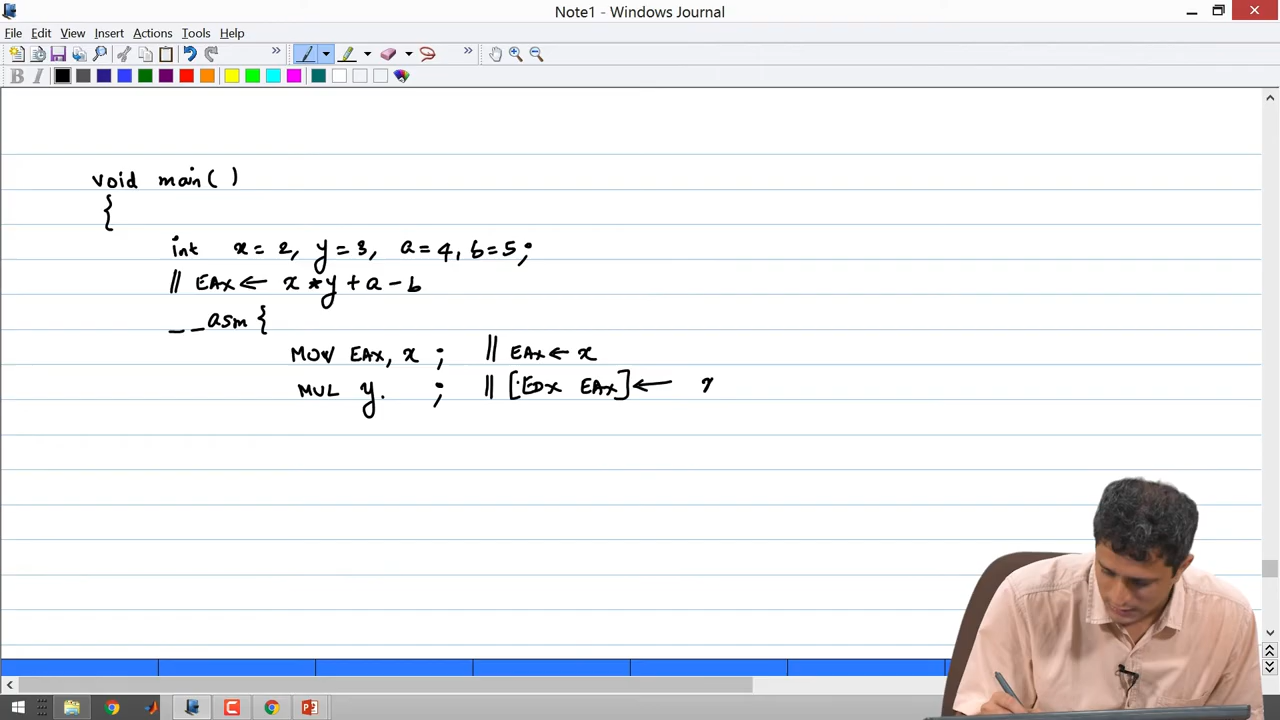 Note1 - Windows Journal
File Edit View Insert Actions Tools Help
B I
void main( )
{
int x = 2, y = 3, a = 4, b = 5;
// EAX ← x * y + a - b
__asm {
MOV EAX, x ; // EAX ← x
MUL y. ; // [EDX EAX] ← x